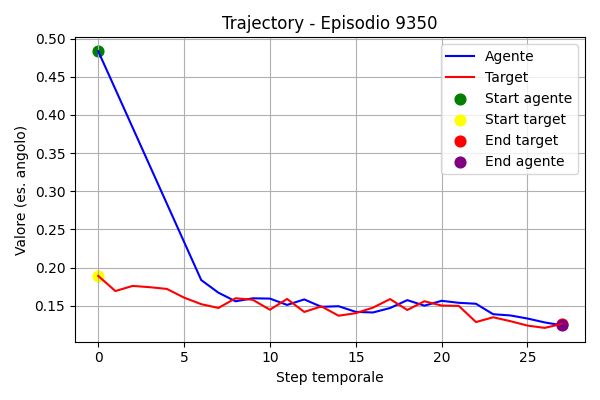 Trajectory - Episodio 9350
Valore (es. angolo)
0.50
0.45
0.40
0.35
0.30
0.25
0.20
0.15
0
5
10
15
20
25
Step temporale
Agente
Target
Start agente
Start target
End target
End agente